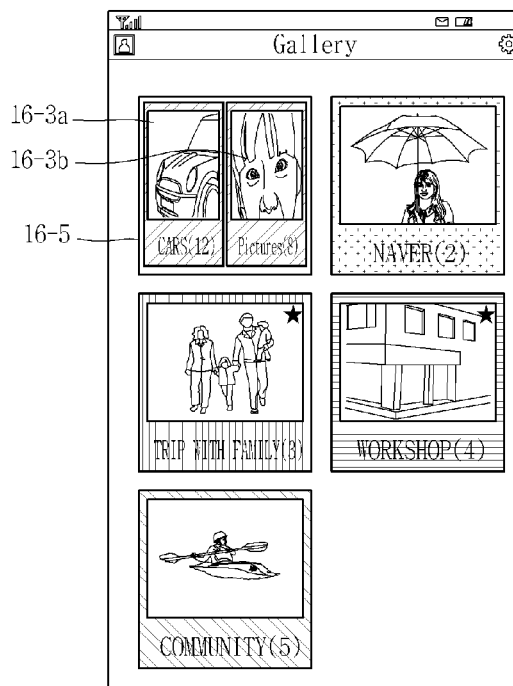 Gallery
16-3a
16-3b
16-5
CARS(12)
Pictures(8)
NAVER(2)
TRIP WITH FAMILY(3)
WORKSHOP(4)
COMMUNITY(5)